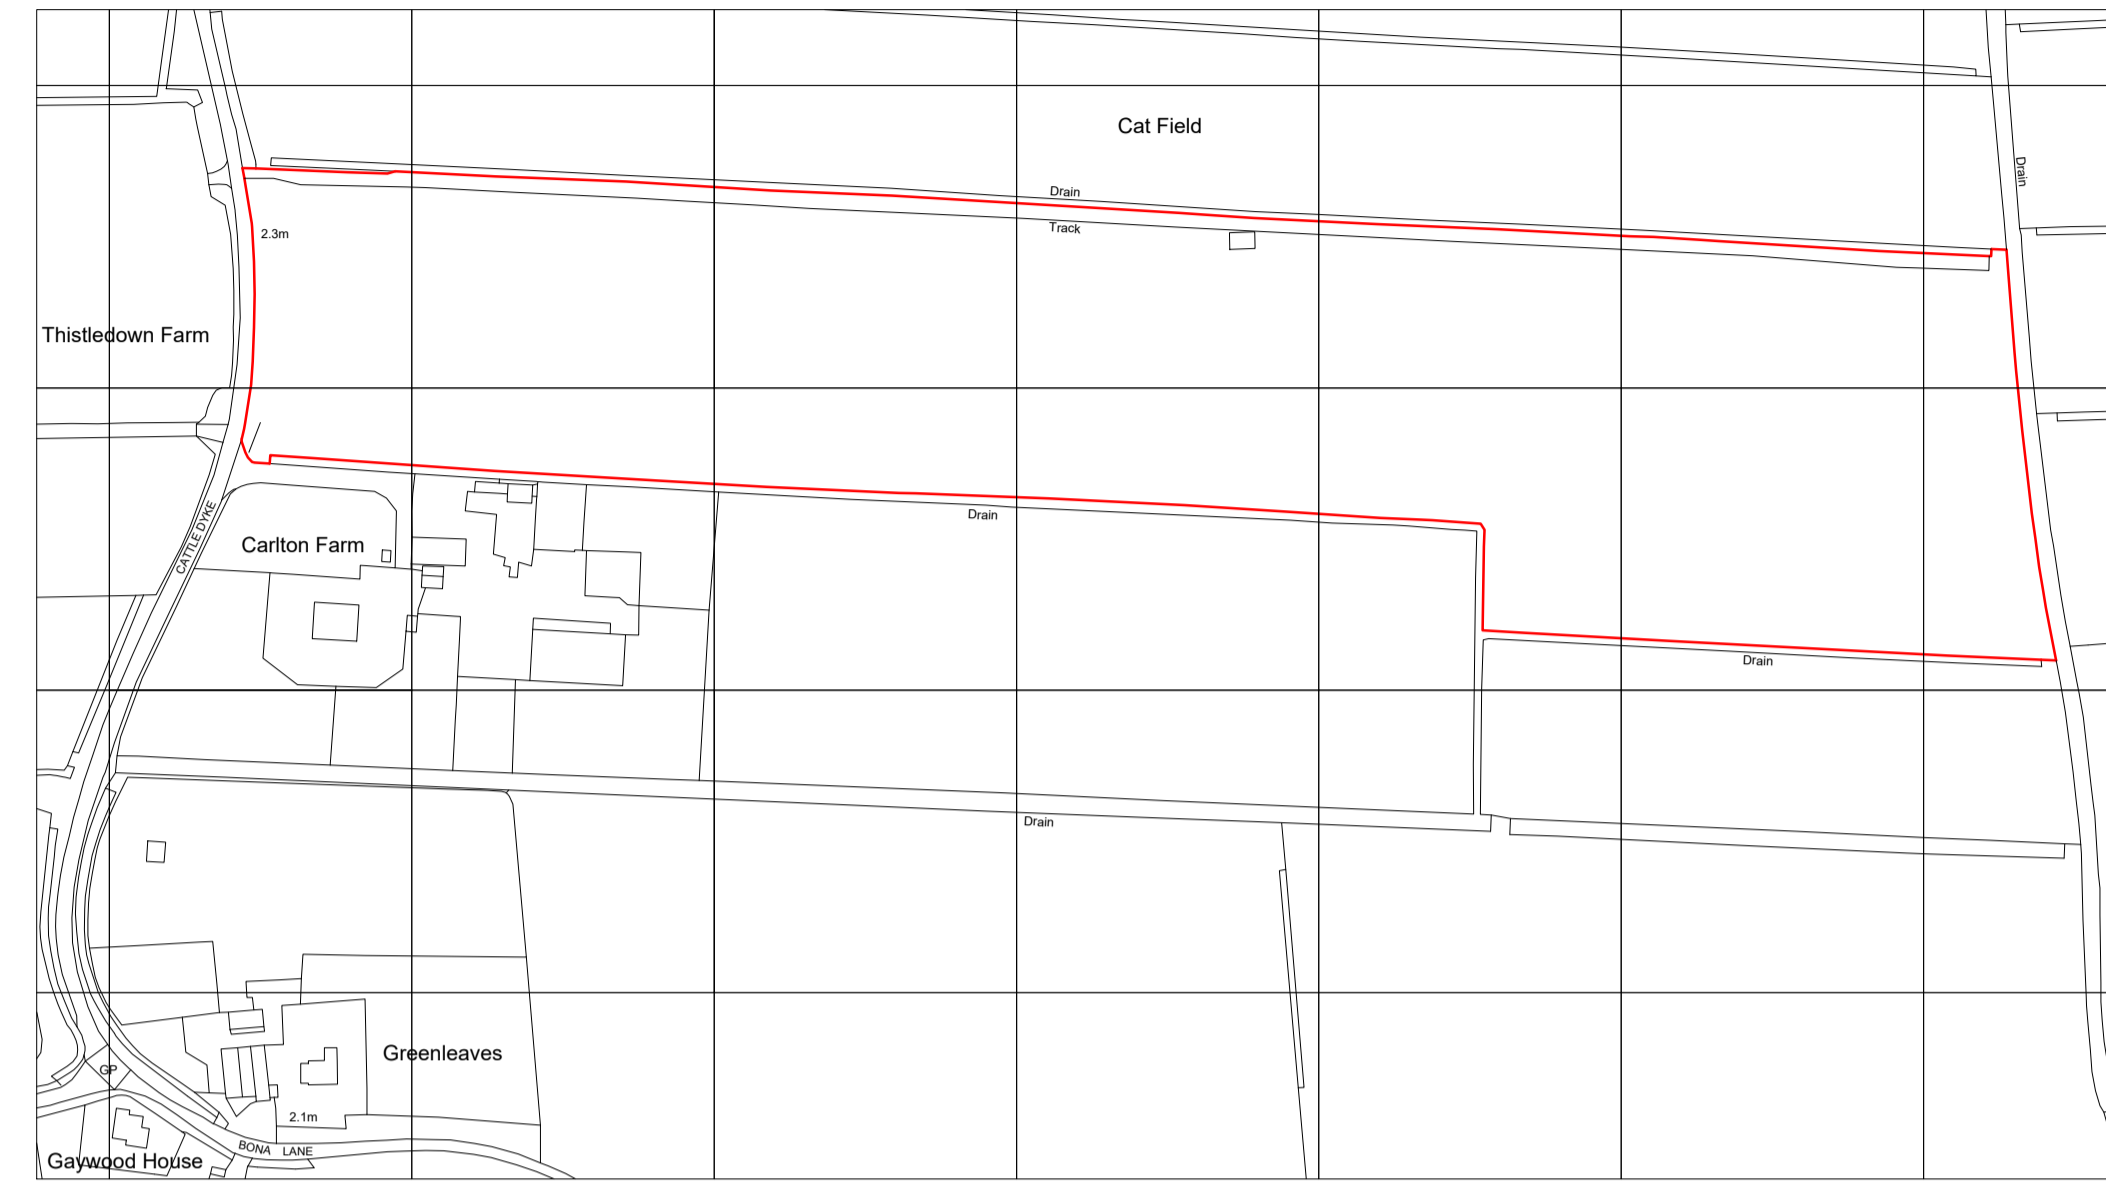 Cat Field
Drain
Drain
Track
2.3m
Thistledown Farm
CATTLE DYKE
Drain
Carlton Farm
Drain
Drain
Greenleaves
GP
2.1m
BONA LANE
Gaywood House